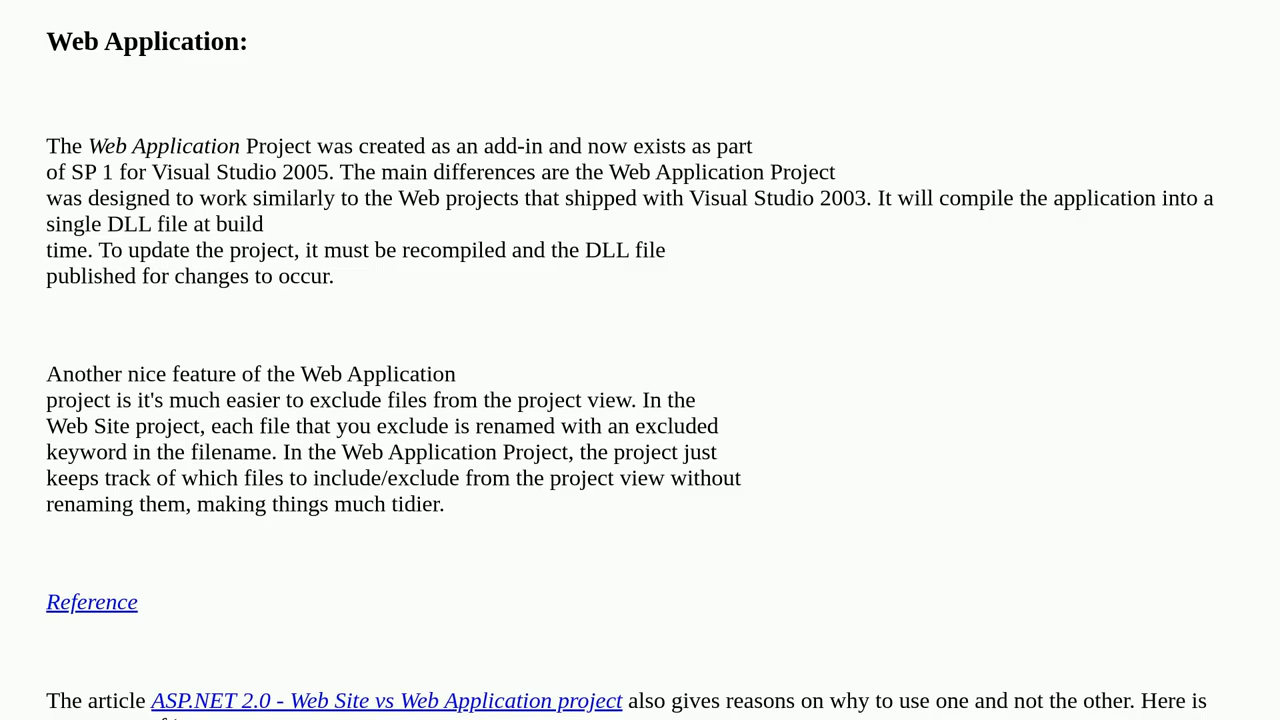 Web Application:
The Web Application Project was created as an add-in and now exists as part
of SP 1 for Visual Studio 2005. The main differences are the Web Application Project
was designed to work similarly to the Web projects that shipped with Visual Studio 2003. It will compile the application into a
single DLL file at build
time. To update the project, it must be recompiled and the DLL file
published for changes to occur.
Another nice feature of the Web Application
project is it's much easier to exclude files from the project view. In the
Web Site project, each file that you exclude is renamed with an excluded
keyword in the filename. In the Web Application Project, the project just
keeps track of which files to include/exclude from the project view without
renaming them, making things much tidier.
Reference
The article ASP.NET 2.0 - Web Site vs Web Application project also gives reasons on why to use one and not the other. Here is